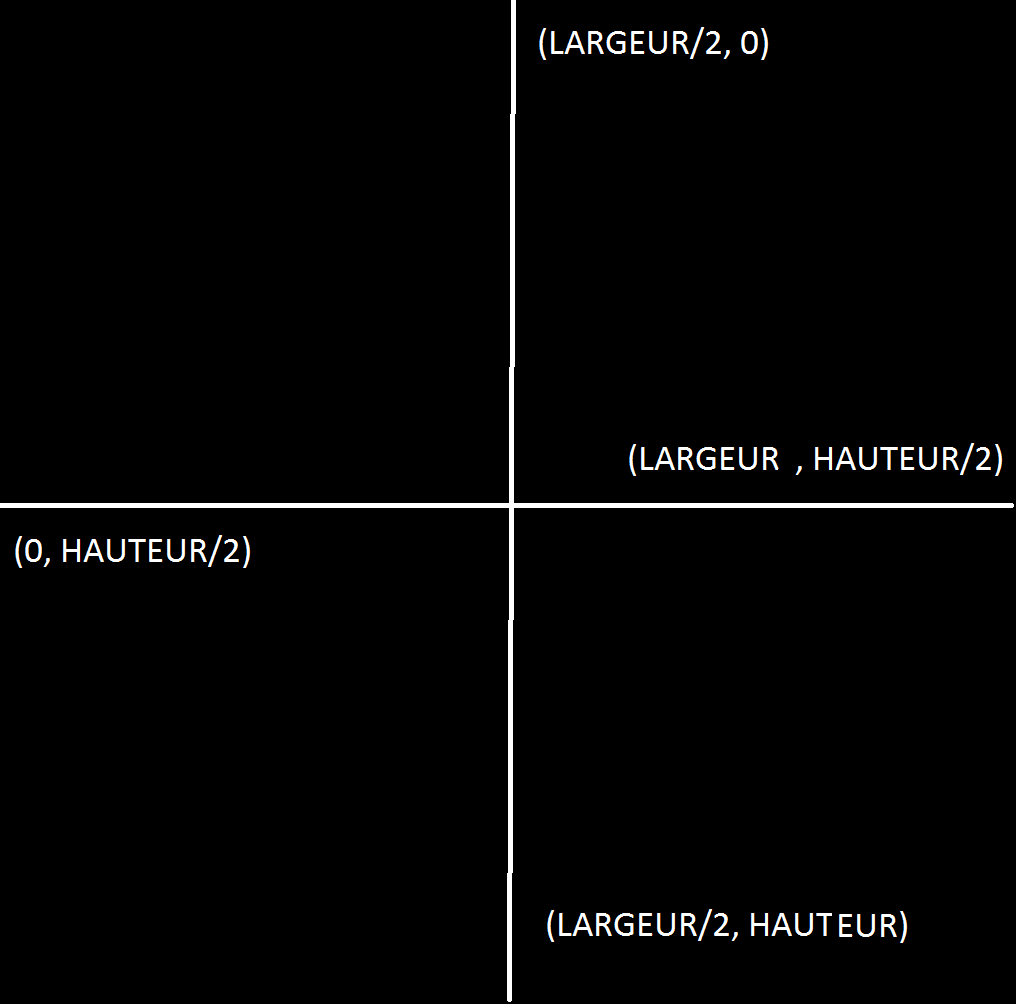 (LARGEUR/2, 0)
(LARGEUR , HAUTEUR/2)
(0, HAUTEUR/2)
(LARGEUR/2, HAUTEUR)